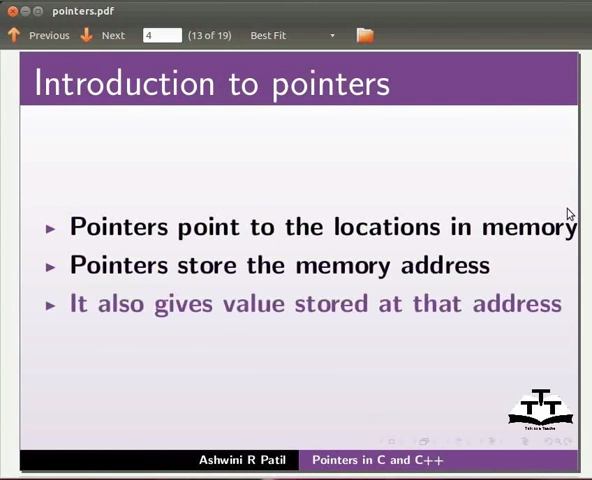 pointers.pdf
Previous Next 4 (13 of 19) Best Fit
Introduction to pointers
Pointers point to the locations in memory
Pointers store the memory address
It also gives value stored at that address
TTT
Ashwini R Patil Pointers in C and C++